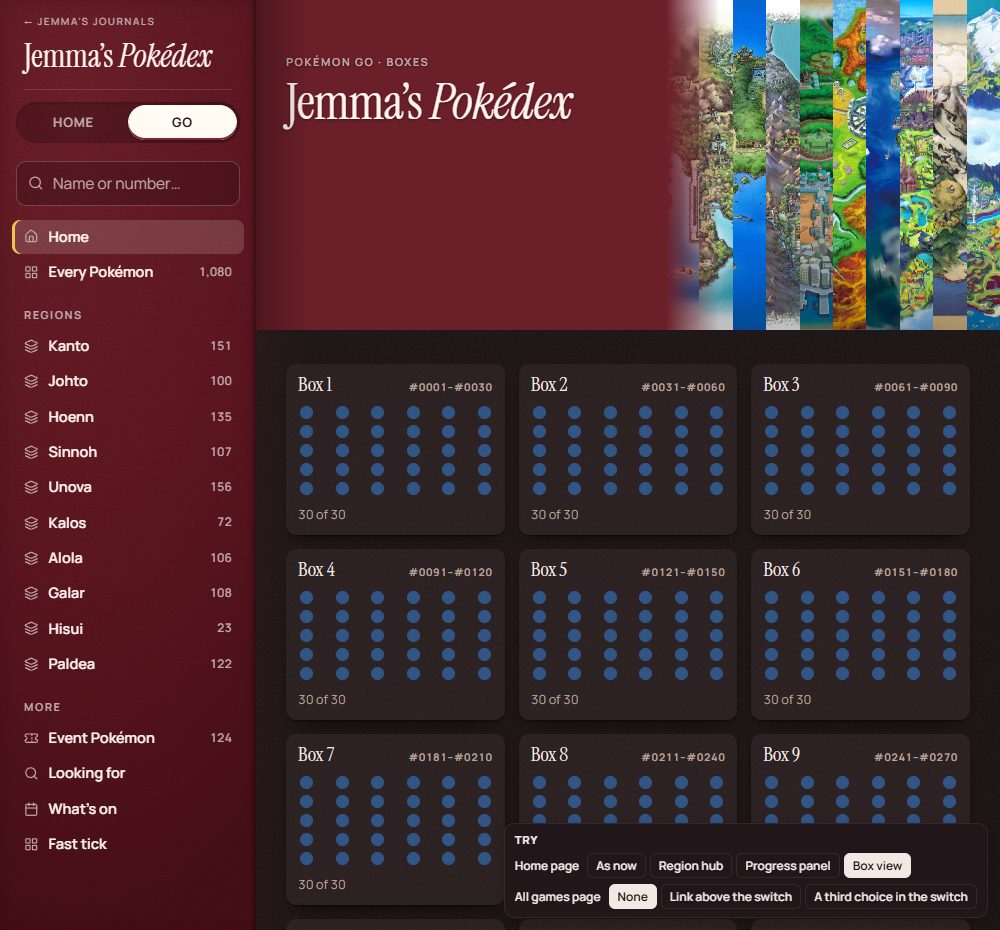 ← JEMMA'S JOURNALS
Jemma's Pokédex
HOME GO
Name or number...
Home
Every Pokémon 1,080
REGIONS
Kanto 151
Johto 100
Hoenn 135
Sinnoh 107
Unova 156
Kalos 72
Alola 106
Galar 108
Hisui 23
Paldea 122
MORE
Event Pokémon 124
Looking for
What's on
Fast tick
POKÉMON GO · BOXES
Jemma's Pokédex
Box 1 #0001–#0030
30 of 30
Box 2 #0031–#0060
30 of 30
Box 3 #0061–#0090
30 of 30
Box 4 #0091–#0120
30 of 30
Box 5 #0121–#0150
30 of 30
Box 6 #0151–#0180
30 of 30
Box 7 #0181–#0210
30 of 30
Box 8 #0211–#0240
Box 9 #0241–#0270
TRY
Home page As now Region hub Progress panel Box view
All games page None Link above the switch A third choice in the switch